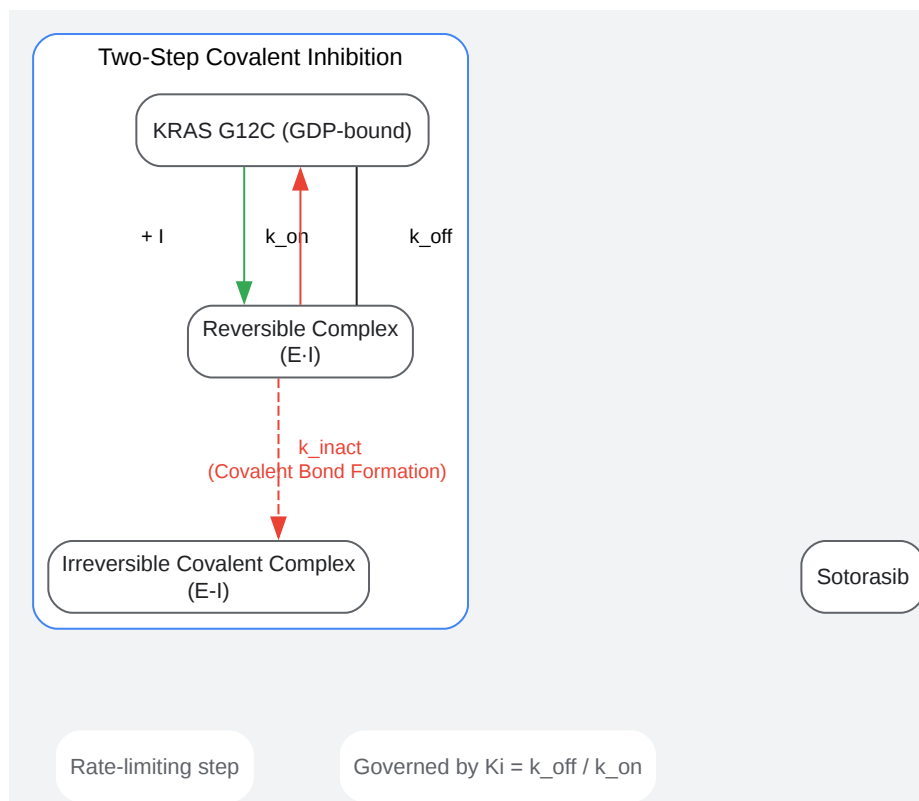 Two-Step Covalent Inhibition
KRAS G12C (GDP-bound)
+ I
k_on
k_off
Reversible Complex
(E·I)
k_inact
(Covalent Bond Formation)
Irreversible Covalent Complex
(E-I)
Sotorasib
Rate-limiting step
Governed by Ki = k_off / k_on